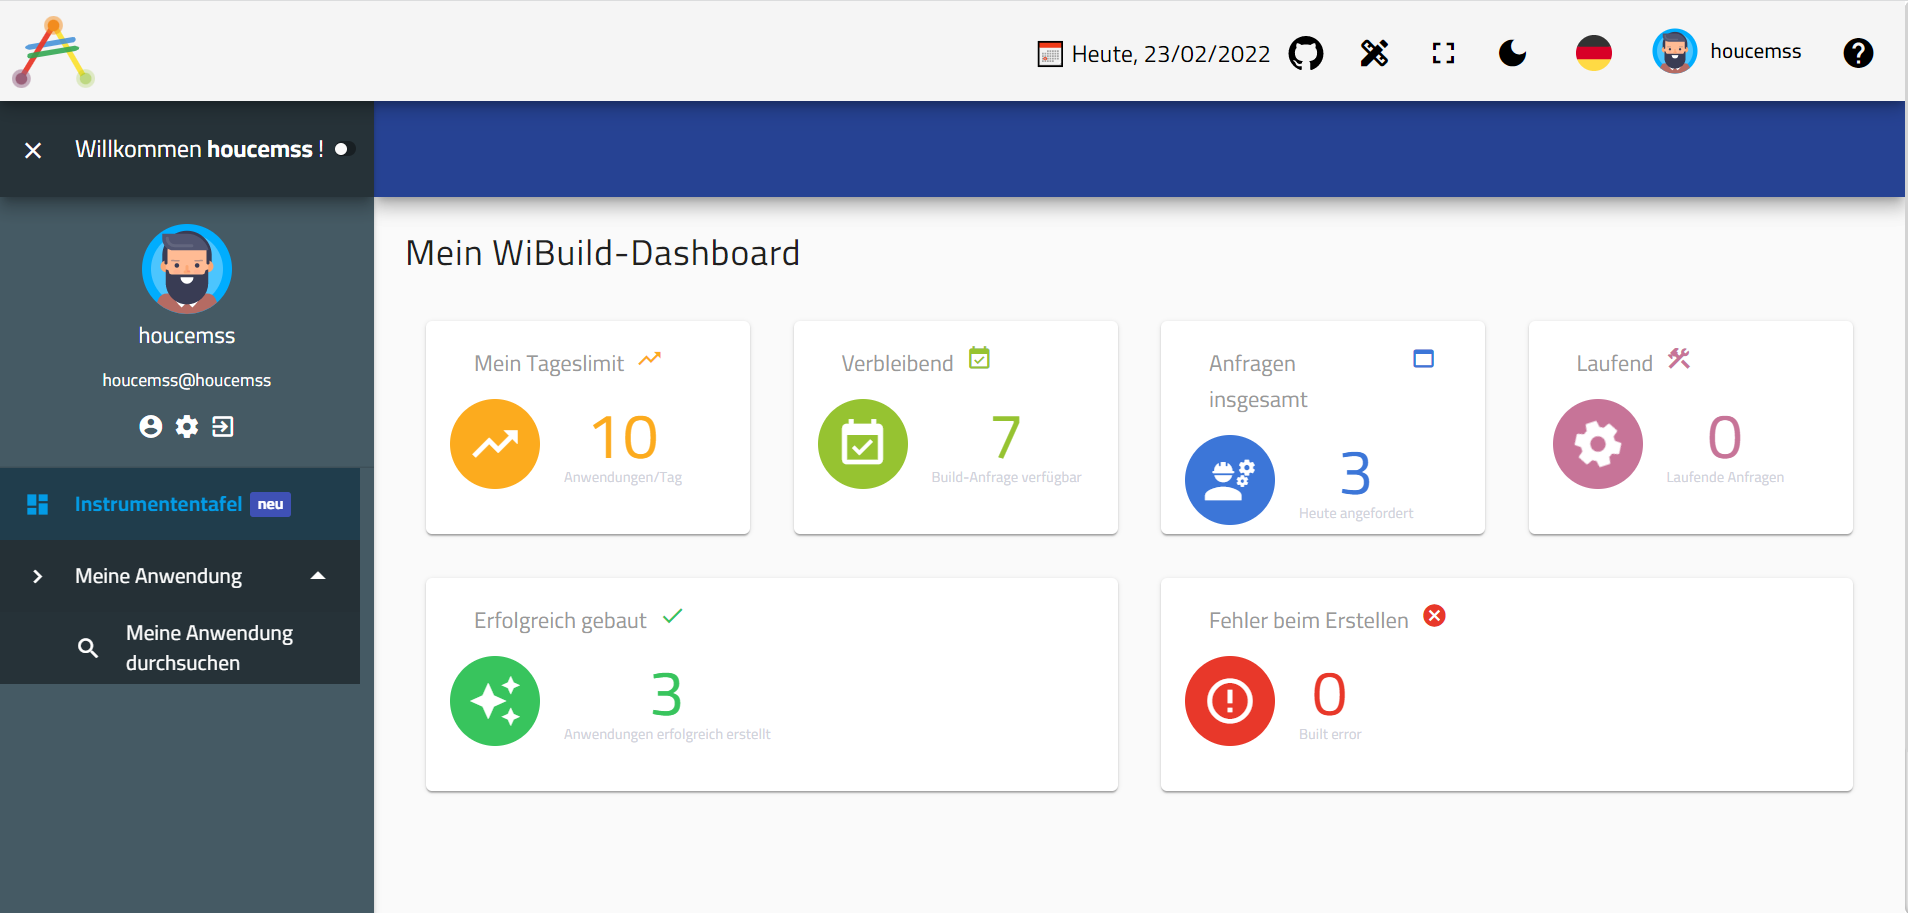 Heute, 23/02/2022
houcemss
Willkommen houcemss !
houcemss
houcemss@houcemss
Instrumententafel neu
Meine Anwendung
Meine Anwendung
durchsuchen
Mein WiBuild-Dashboard
Mein Tageslimit
10
Anwendungen/Tag
Verbleibend
7
Build-Anfrage verfügbar
Anfragen
insgesamt
3
Heute angefordert
Laufend
0
Laufende Anfragen
Erfolgreich gebaut
3
Anwendungen erfolgreich erstellt
Fehler beim Erstellen
0
Built error